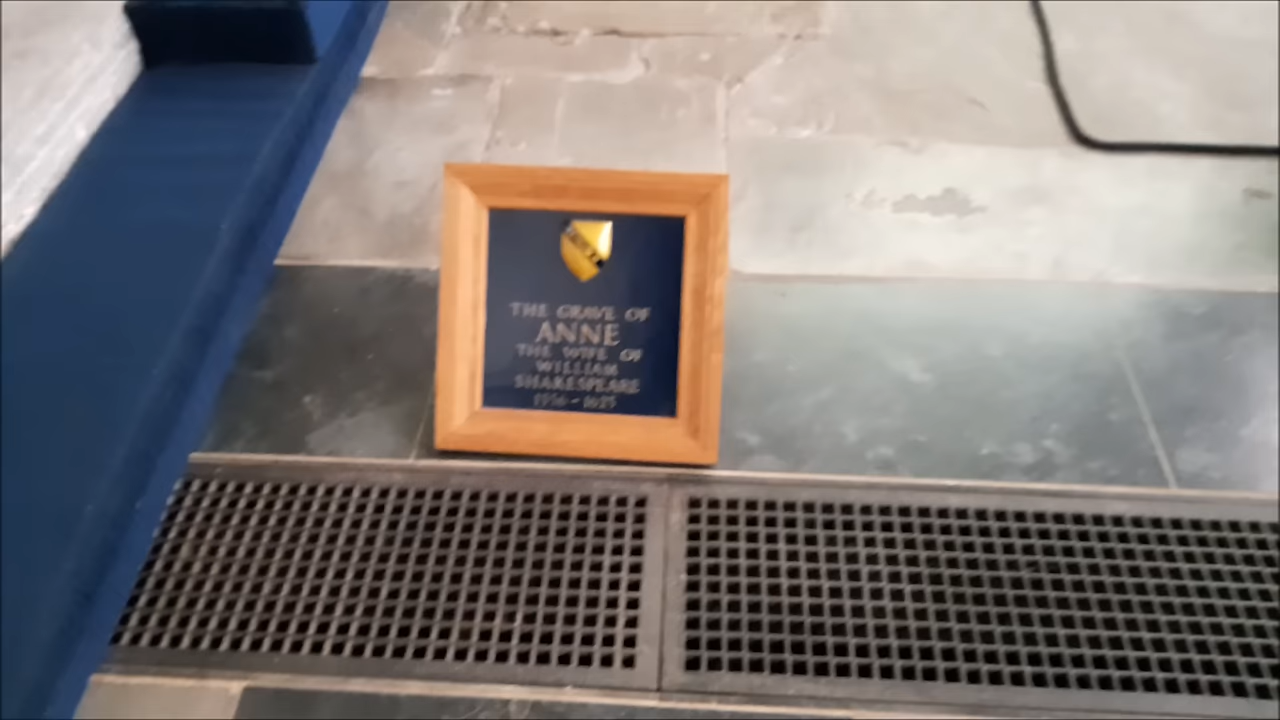 THE GRAVE OF
ANNE
THE WIFE OF
WILLIAM
SHAKESPEARE